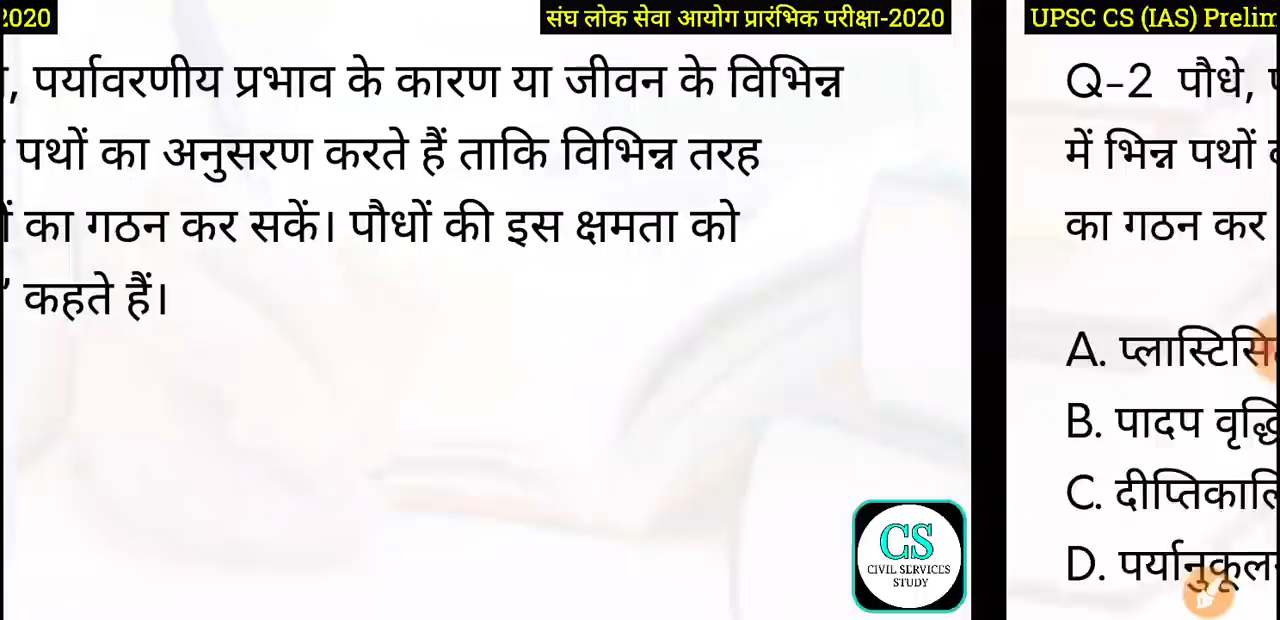 2020
संघ लोक सेवा आयोग प्रारंभिक परीक्षा-2020
, पर्यावरणीय प्रभाव के कारण या जीवन के विभिन्न
पथों का अनुसरण करते हैं ताकि विभिन्न तरह
का गठन कर सकें। पौधों की इस क्षमता को
’ कहते हैं।
CS
CIVIL SERVICES
STUDY
UPSC CS (IAS) Prelim
Q-2 पौधे,
में भिन्न पथों
का गठन कर
A. प्लास्टिसि
B. पादप वृद्धि
C. दीप्तिकालि
D. पर्यानुकूल